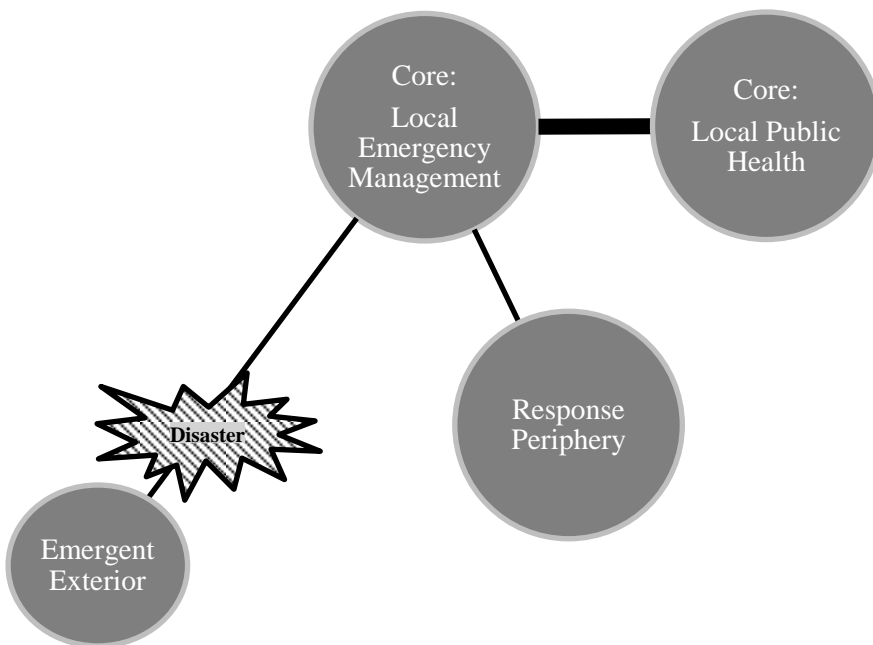 Core:
Local
Emergency
Management
Core:
Local Public
Health
Response
Periphery
Disaster
Emergent
Exterior